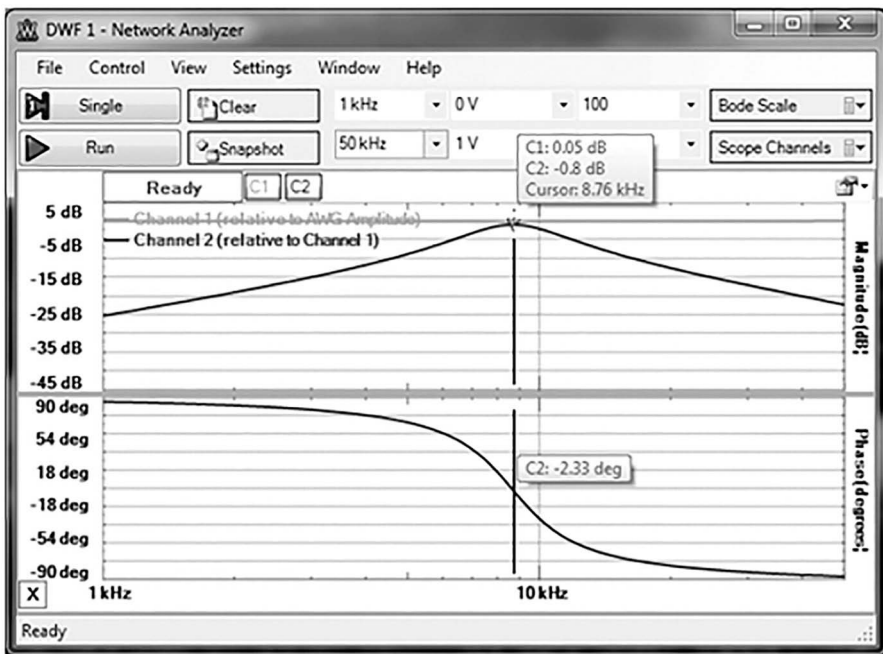 DWF 1 - Network Analyzer
File Control View Settings Window Help
Single Clear 1 kHz 0 V 100 Bode Scale
Run Snapshot 50 kHz 1 V Scope Channels
C1: 0.05 dB
C2: -0.8 dB
Cursor: 8.76 kHz
Ready C1 C2
Channel 1 (relative to AWG Amplitude)
Channel 2 (relative to Channel 1)
5 dB
-5 dB
-15 dB
-25 dB
-35 dB
-45 dB
Magnitude(dB)
90 deg
54 deg
18 deg
-18 deg
-54 deg
-90 deg
C2: -2.33 deg
Phase(degrees)
X 1 kHz 10 kHz
Ready